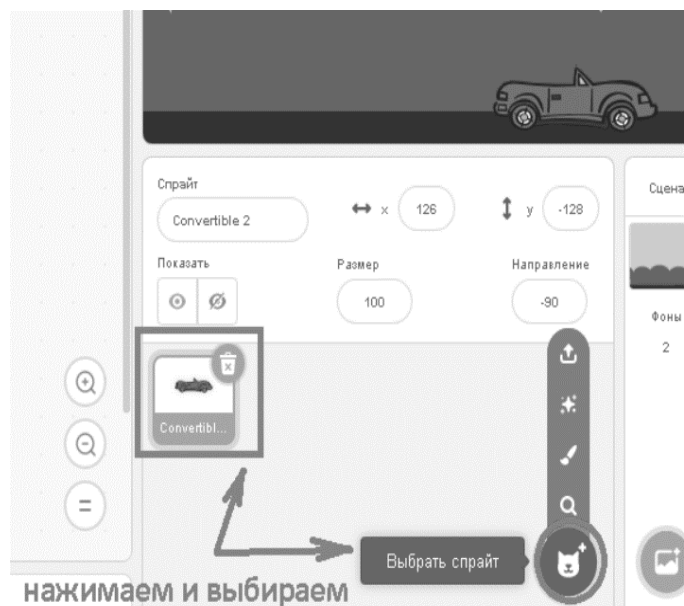 Спрайт
Convertible 2
x 126
y -128
Показать
Размер
100
Направление
-90
Сцена
Фоны
2
Convertibl...
Выбрать спрайт
нажимаем и выбираем